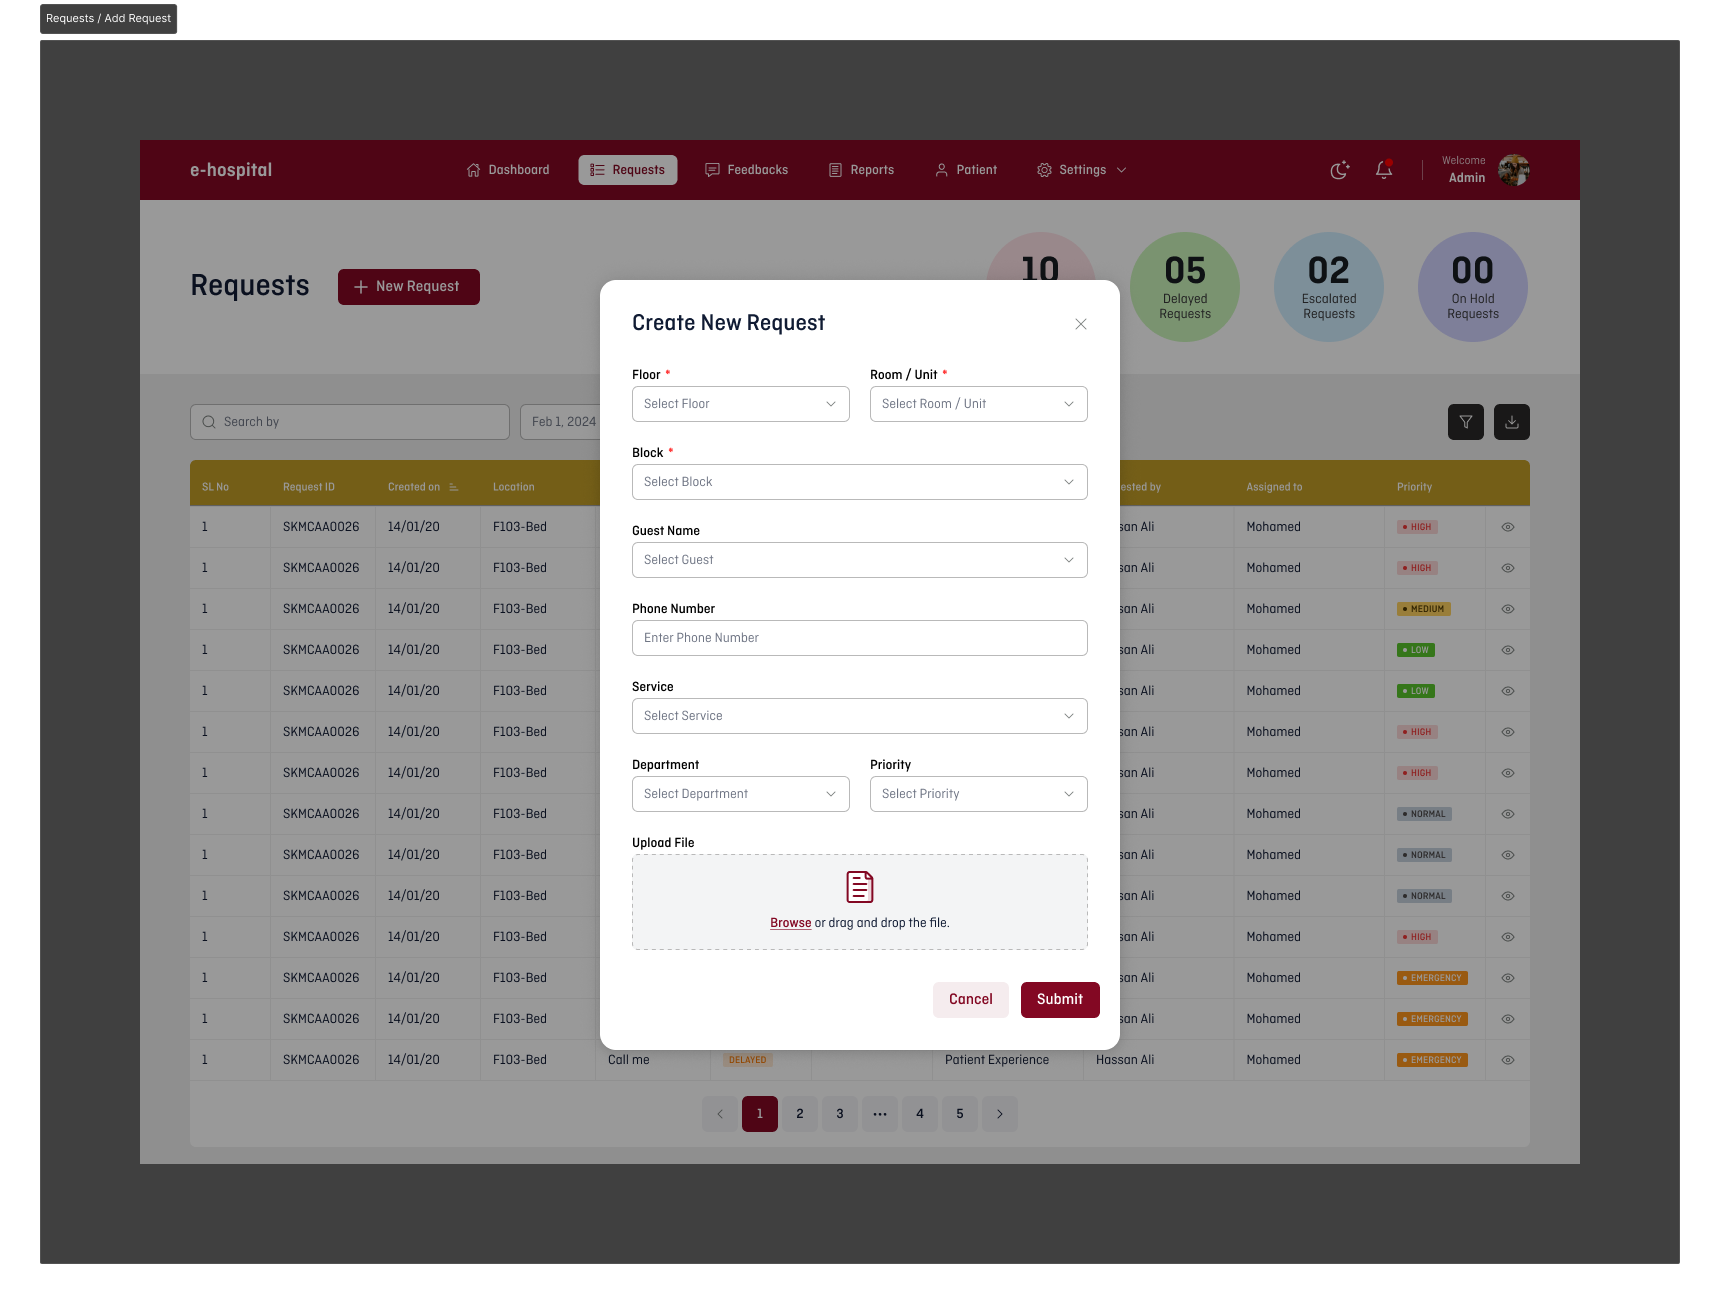 Requests / Add Request
e-hospital
Dashboard
Requests
Feedbacks
Reports
Patient
Settings
Welcome
Admin
Requests
New Request
10
05
Delayed
Requests
02
Escalated
Requests
00
On Hold
Requests
Search by
Feb 1, 2024
Create New Request
Floor *
Room / Unit *
Select Floor
Select Room / Unit
Block *
Select Block
Guest Name
Select Guest
Phone Number
Enter Phone Number
Service
Select Service
Department
Priority
Select Department
Select Priority
Upload File
Browse or drag and drop the file.
Cancel
Submit
SL No Request ID Created on Location ested by Assigned to Priority
1 SKMCAA0026 14/01/20 F103-Bed san Ali Mohamed HIGH
1 SKMCAA0026 14/01/20 F103-Bed san Ali Mohamed HIGH
1 SKMCAA0026 14/01/20 F103-Bed san Ali Mohamed MEDIUM
1 SKMCAA0026 14/01/20 F103-Bed san Ali Mohamed LOW
1 SKMCAA0026 14/01/20 F103-Bed san Ali Mohamed LOW
1 SKMCAA0026 14/01/20 F103-Bed san Ali Mohamed HIGH
1 SKMCAA0026 14/01/20 F103-Bed san Ali Mohamed HIGH
1 SKMCAA0026 14/01/20 F103-Bed san Ali Mohamed NORMAL
1 SKMCAA0026 14/01/20 F103-Bed san Ali Mohamed NORMAL
1 SKMCAA0026 14/01/20 F103-Bed san Ali Mohamed NORMAL
1 SKMCAA0026 14/01/20 F103-Bed san Ali Mohamed HIGH
1 SKMCAA0026 14/01/20 F103-Bed san Ali Mohamed EMERGENCY
1 SKMCAA0026 14/01/20 F103-Bed san Ali Mohamed EMERGENCY
1 SKMCAA0026 14/01/20 F103-Bed Call me DELAYED Patient Experience Hassan Ali Mohamed EMERGENCY
< 1 2 3 ••• 4 5 >